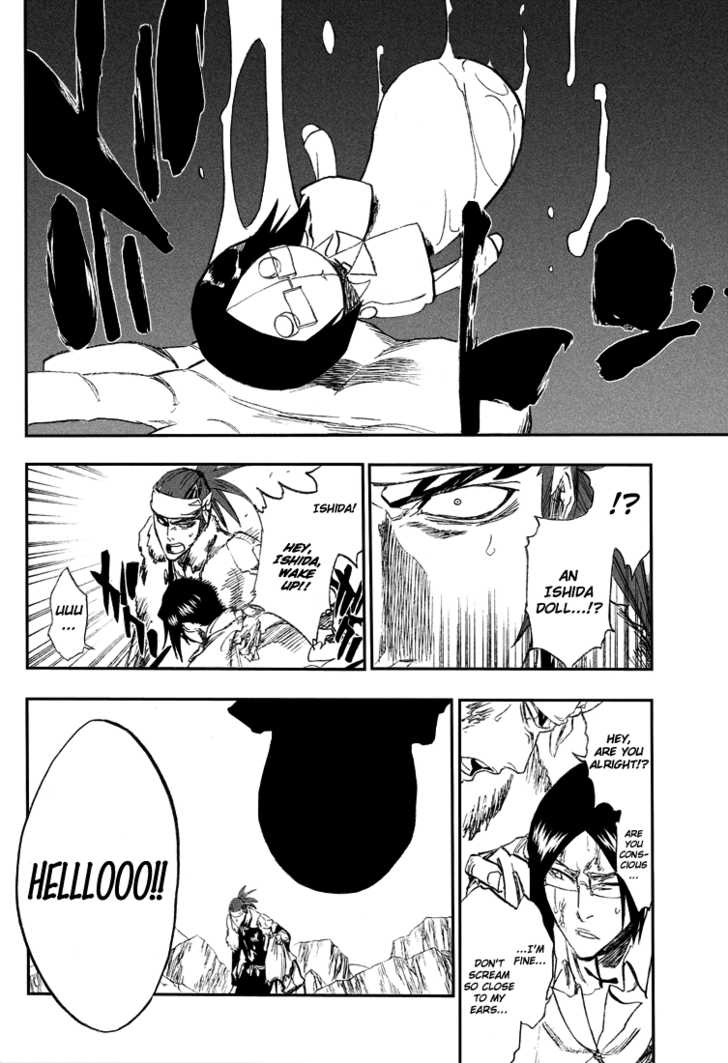 !?
AN
ISHIDA
DOLL...!?
ISHIDA!
HEY,
ISHIDA,
WAKE
UP!!
UUU
...
HEY,
ARE YOU
ALRIGHT!?
ARE
YOU
CONS-
CIOUS
...
...I'M
FINE...
DON'T
SCREAM
SO CLOSE
TO MY
EARS...
HELLLOOO!!